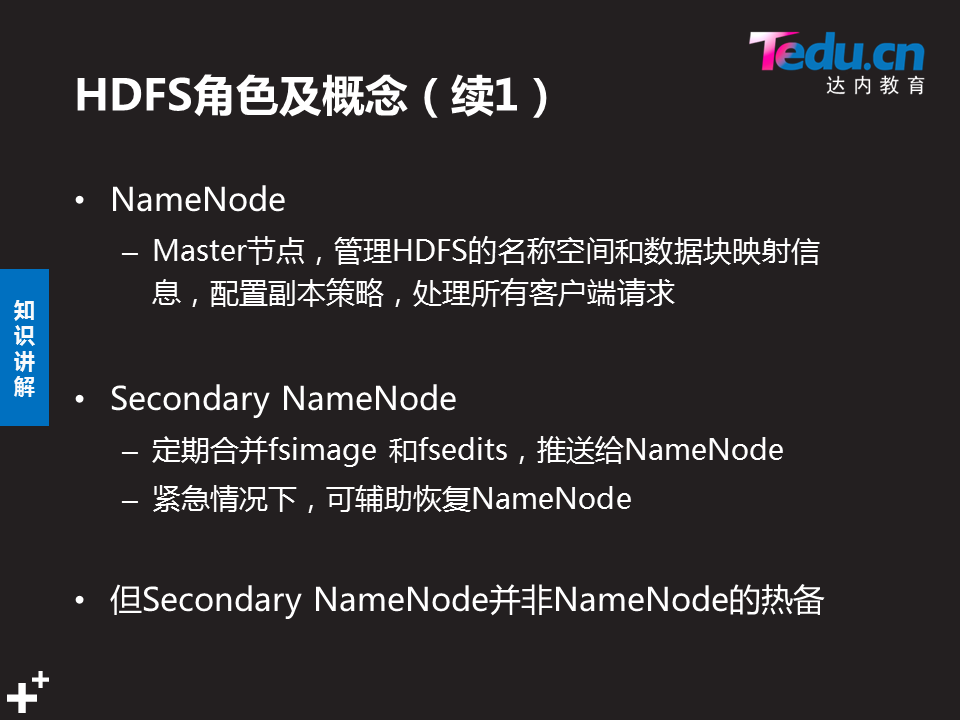 Tedu.cn
达内教育
HDFS角色及概念（续1）
• NameNode
– Master节点，管理HDFS的名称空间和数据块映射信
息，配置副本策略，处理所有客户端请求
知识讲解
• Secondary NameNode
– 定期合并fsimage 和fsedits，推送给NameNode
– 紧急情况下，可辅助恢复NameNode
• 但Secondary NameNode并非NameNode的热备